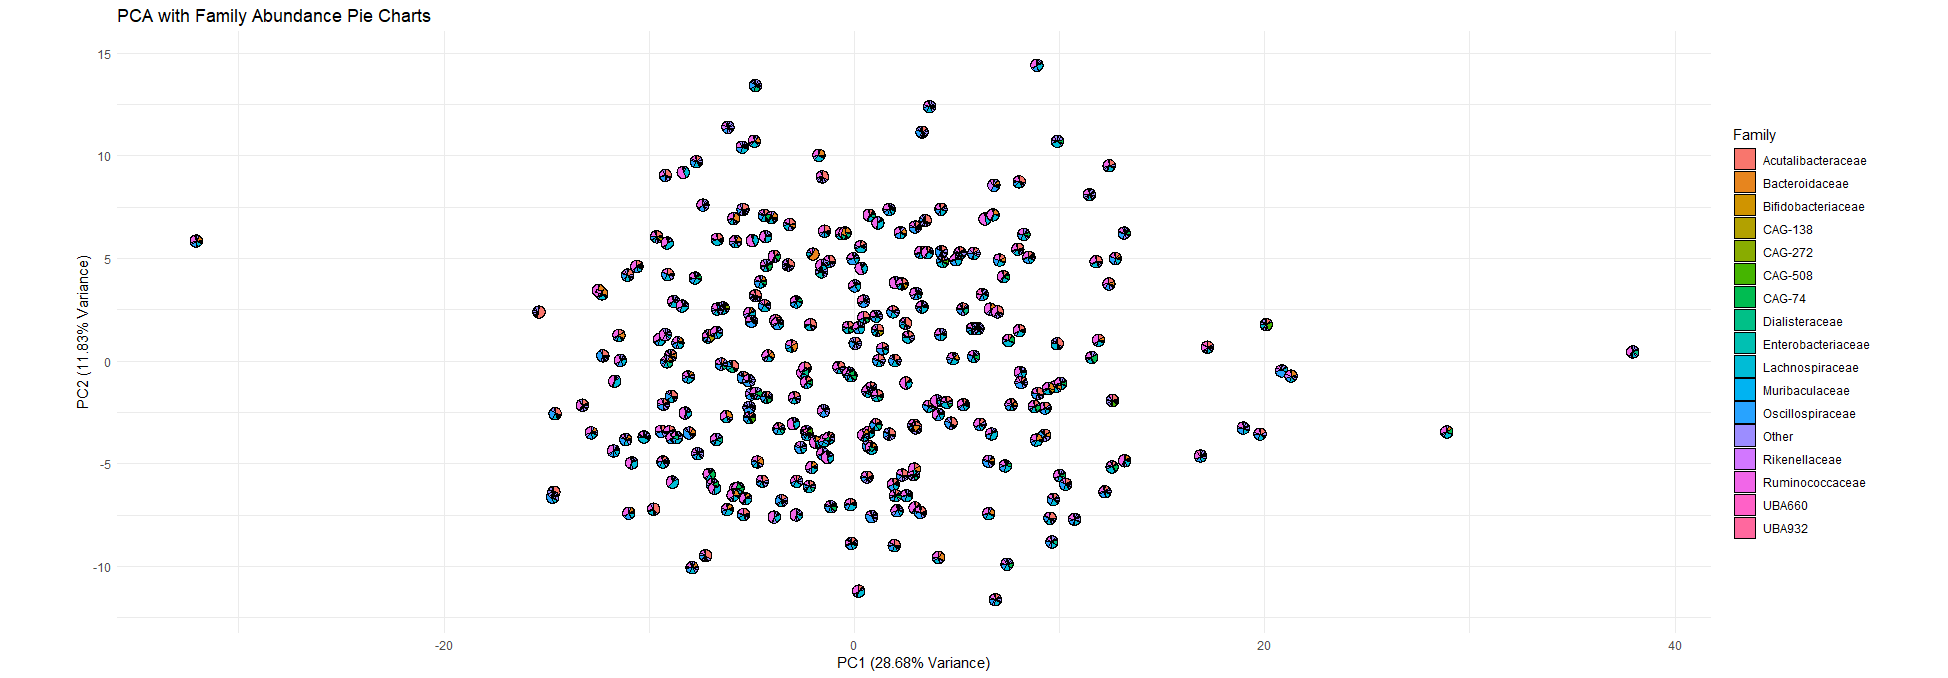 PCA with Family Abundance Pie Charts
15
10
5
0
-5
-10
PC2 (11.83% Variance)
-20
0
20
40
PC1 (28.68% Variance)
Family
Acutalibacteraceae
Bacteroidaceae
Bifidobacteriaceae
CAG-138
CAG-272
CAG-508
CAG-74
Dialisteraceae
Enterobacteriaceae
Lachnospiraceae
Muribaculaceae
Oscillospiraceae
Other
Rikenellaceae
Ruminococcaceae
UBA660
UBA932